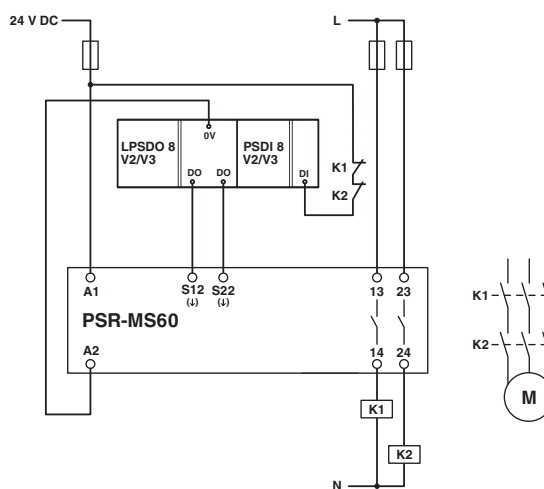 24 V DC
L
0V
LPSDO 8
V2/V3
PSDI 8
V2/V3
DO
DO
DI
K1
K2
A1
S12
(↓)
S22
(↓)
13
23
PSR-MS60
A2
14
24
K1
K2
N
K1
K2
M